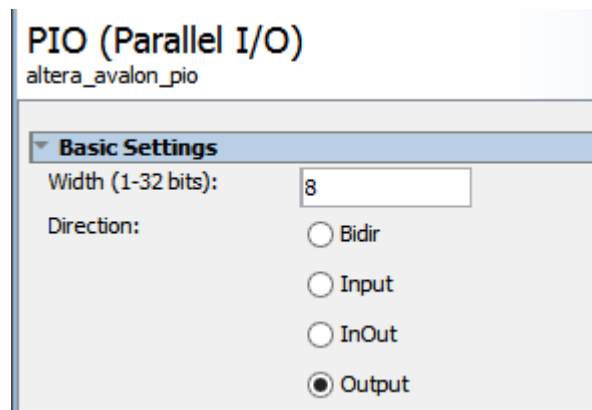 PIO (Parallel I/O)
altera_avalon_pio
Basic Settings
Width (1-32 bits): 8
Direction: Bidir
Input
InOut
Output